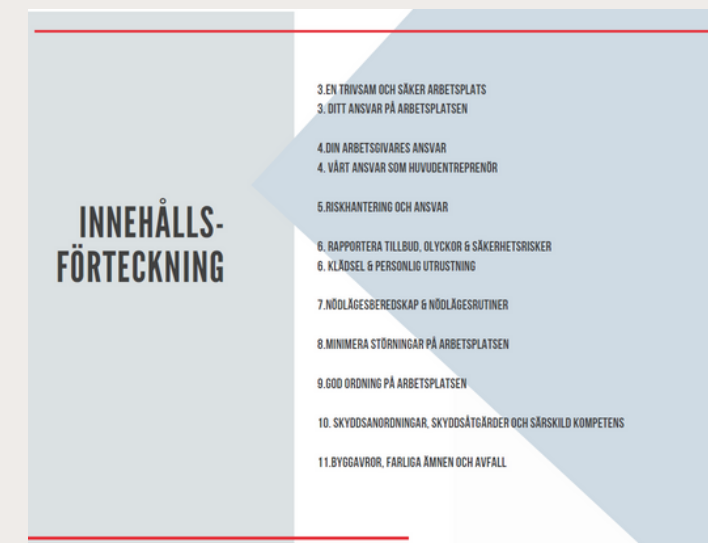 INNEHÅLLS-
FÖRTECKNING
3.EN TRIVSAM OCH SÄKER ARBETSPLATS
3. DITT ANSVAR PÅ ARBETSPLATSEN
4.DIN ARBETSGIVARES ANSVAR
4. VÅRT ANSVAR SOM HUVUDENTREPRENÖR
5.RISKHANTERING OCH ANSVAR
6. RAPPORTERA TILLBUD, OLYCKOR & SÄKERHETSRISKER
6. KLÄDSEL & PERSONLIG UTRUSTNING
7.NÖDLÄGESBEREDSKAP & NÖDLÄGESRUTINER
8.MINIMERA STÖRNINGAR PÅ ARBETSPLATSEN
9.GOD ORDNING PÅ ARBETSPLATSEN
10. SKYDDSANORDNINGAR, SKYDDSÅTGÄRDER OCH SÄRSKILD KOMPETENS
11.BYGGAVROR, FARLIGA ÄMNEN OCH AVFALL